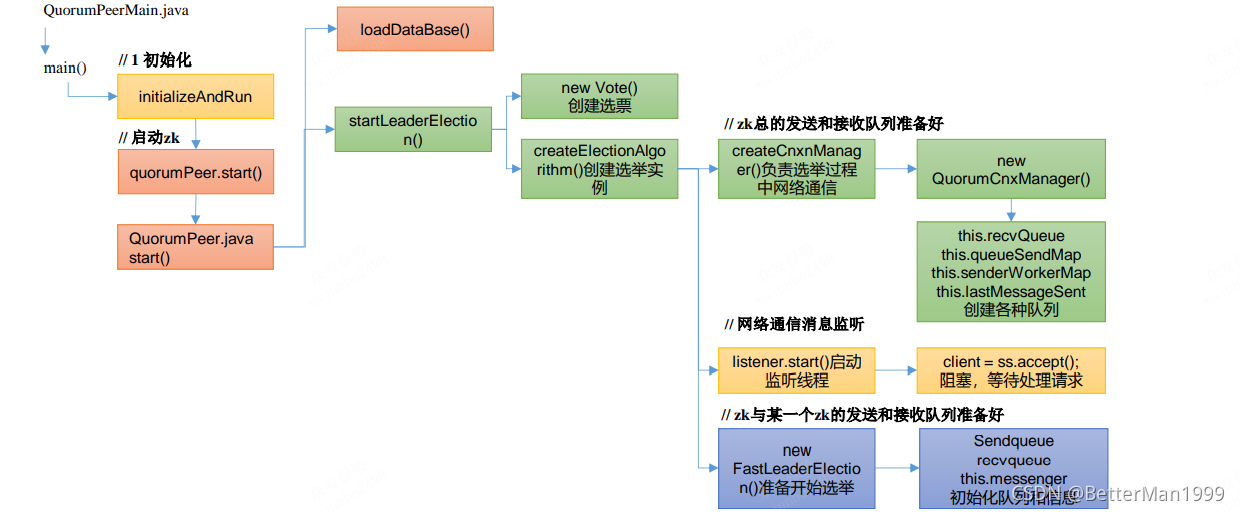 QuorumPeerMain.java
main()
// 1 初始化
initializeAndRun
// 启动zk
quorumPeer.start()
QuorumPeer.java
start()
loadDataBase()
startLeaderElectio
n()
new Vote()
创建选票
createElectionAlgo
rithm()创建选举实
例
// zk总的发送和接收队列准备好
createCnxnManag
er()负责选举过程
中网络通信
new
QuorumCnxManager()
this.recvQueue
this.queueSendMap
this.senderWorkerMap
this.lastMessageSent
创建各种队列
// 网络通信消息监听
listener.start()启动
监听线程
client = ss.accept();
阻塞，等待处理请求
// zk与某一个zk的发送和接收队列准备好
new
FastLeaderElectio
n()准备开始选举
Sendqueue
recvqueue
this.messenger
初始化队列和信息
CSDN @BetterMan1999